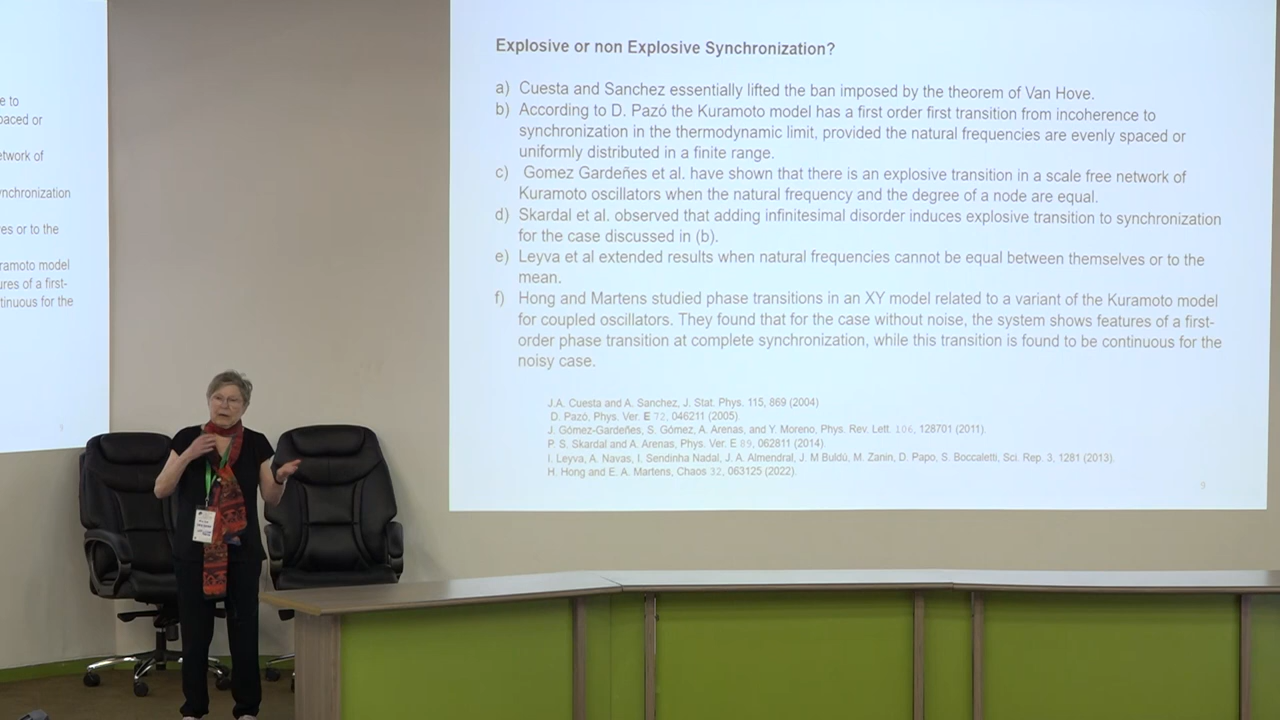 e to
paced or
etwork of
nchronization
es or to the
ramoto model
res of a first-
tinuous for the
Explosive or non Explosive Synchronization?
a) Cuesta and Sanchez essentially lifted the ban imposed by the theorem of Van Hove.
b) According to D. Pazó the Kuramoto model has a first order first transition from incoherence to
synchronization in the thermodynamic limit, provided the natural frequencies are evenly spaced or
uniformly distributed in a finite range.
c) Gomez Gardeñes et al. have shown that there is an explosive transition in a scale free network of
Kuramoto oscillators when the natural frequency and the degree of a node are equal.
d) Skardal et al. observed that adding infinitesimal disorder induces explosive transition to synchronization
for the case discussed in (b).
e) Leyva et al extended results when natural frequencies cannot be equal between themselves or to the
mean.
f) Hong and Martens studied phase transitions in an XY model related to a variant of the Kuramoto model
for coupled oscillators. They found that for the case without noise, the system shows features of a first-
order phase transition at complete synchronization, while this transition is found to be continuous for the
noisy case.
J.A. Cuesta and A. Sanchez, J. Stat. Phys. 115, 869 (2004)
D. Pazó, Phys. Ver. E 72, 046211 (2005).
J. Gómez-Gardeñes, S. Gómez, A. Arenas, and Y. Moreno, Phys. Rev. Lett. 106, 128701 (2011).
P. S. Skardal and A. Arenas, Phys. Ver. E 89, 062811 (2014).
I. Leyva, A. Navas, I. Sendinha Nadal, J. A. Almendral, J. M Buldú, M. Zanin, D. Papo, S. Boccaletti, Sci. Rep. 3, 1281 (2013).
H. Hong and E. A. Martens, Chaos 32, 063125 (2022).
9